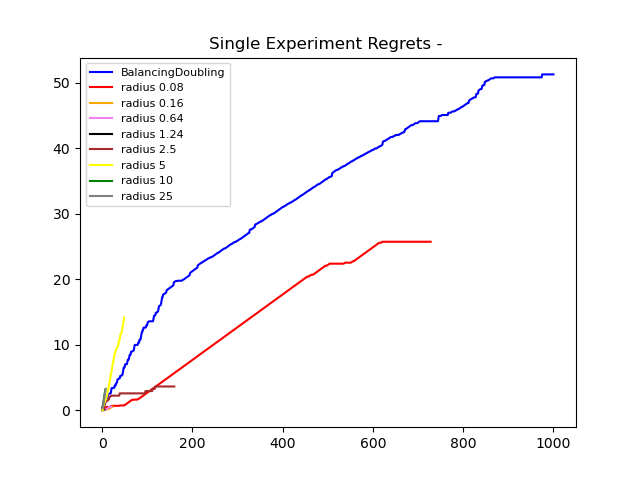 Single Experiment Regrets -
BalancingDoubling
radius 0.08
radius 0.16
radius 0.64
radius 1.24
radius 2.5
radius 5
radius 10
radius 25
50
40
30
20
10
0
0 200 400 600 800 1000